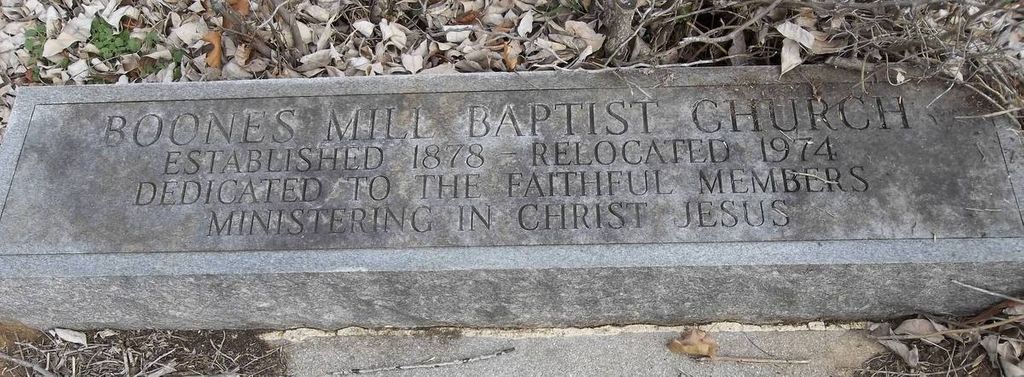 BOONES MILL BAPTIST CHURCH
ESTABLISHED 1878 – RELOCATED 1974
DEDICATED TO THE FAITHFUL MEMBERS
MINISTERING IN CHRIST JESUS